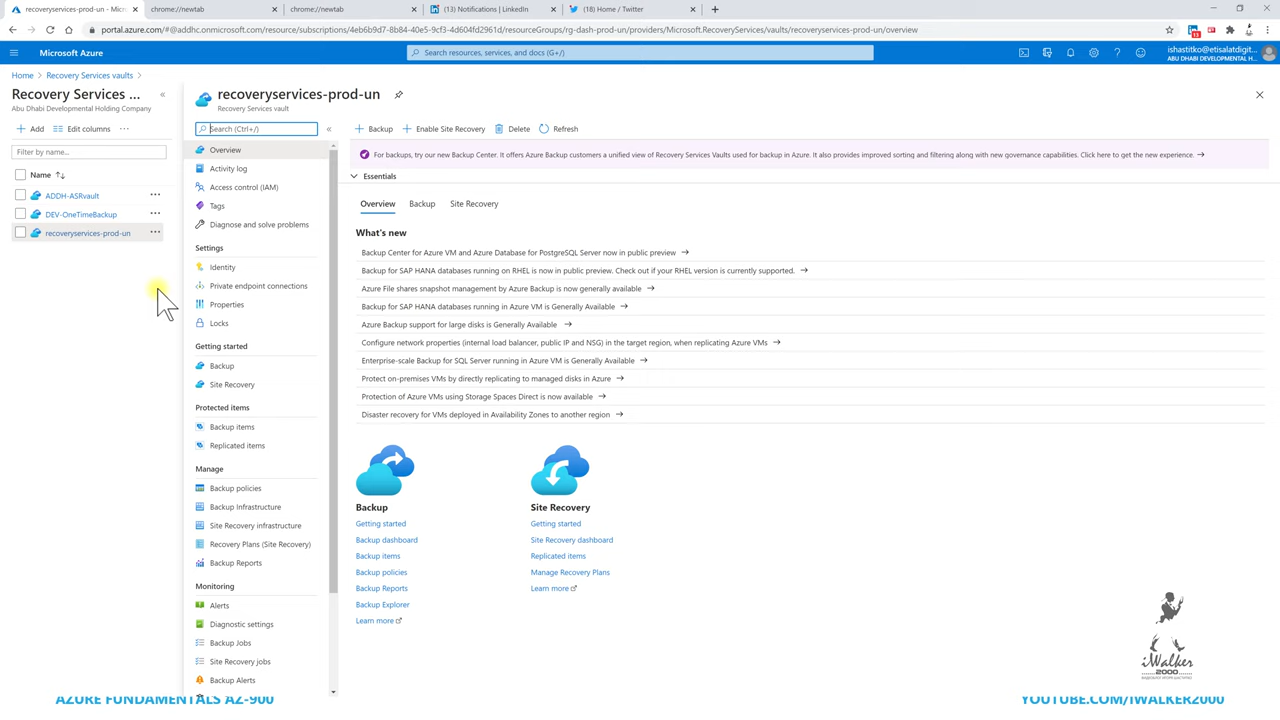 recoveryservices-prod-un - Micros
chrome://newtab
chrome://newtab
(13) Notifications | LinkedIn
(18) Home / Twitter
portal.azure.com/#@addhc.onmicrosoft.com/resource/subscriptions/4eb6b9d7-8b84-40e5-9cf3-4d604fd2961d/resourceGroups/rg-dash-prod-un/providers/Microsoft.RecoveryServices/vaults/recoveryservices-prod-un/overview
13
Microsoft Azure
Search resources, services, and docs (G+/)
ishastitko@etisalatdigit...
ABU DHABI DEVELOPMENTAL H...
Home > Recovery Services vaults >
Recovery Services ...
Abu Dhabi Developmental Holding Company
Add
Edit columns
Filter by name...
Name
ADDH-ASRvault
DEV-OneTimeBackup
recoveryservices-prod-un
recoveryservices-prod-un
Recovery Services vault
Search (Ctrl+/)
Overview
Activity log
Access control (IAM)
Tags
Diagnose and solve problems
Settings
Identity
Private endpoint connections
Properties
Locks
Getting started
Backup
Site Recovery
Protected items
Backup items
Replicated items
Manage
Backup policies
Backup Infrastructure
Site Recovery infrastructure
Recovery Plans (Site Recovery)
Backup Reports
Monitoring
Alerts
Diagnostic settings
Backup Jobs
Site Recovery jobs
Backup Alerts
Backup
Enable Site Recovery
Delete
Refresh
For backups, try our new Backup Center. It offers Azure Backup customers a unified view of Recovery Services Vaults used for backup in Azure. It also provides improved sorting and filtering along with new governance capabilities. Click here to get the new experience. →
Essentials
Overview
Backup
Site Recovery
What's new
Backup Center for Azure VM and Azure Database for PostgreSQL Server now in public preview →
Backup for SAP HANA databases running on RHEL is now in public preview. Check out if your RHEL version is currently supported. →
Azure File shares snapshot management by Azure Backup is now generally available →
Backup for SAP HANA databases running in Azure VM is Generally Available →
Azure Backup support for large disks is Generally Available →
Configure network properties (internal load balancer, public IP and NSG) in the target region, when replicating Azure VMs →
Enterprise-scale Backup for SQL Server running in Azure VM is Generally Available →
Protect on-premises VMs by directly replicating to managed disks in Azure →
Protection of Azure VMs using Storage Spaces Direct is now available →
Disaster recovery for VMs deployed in Availability Zones to another region →
Backup
Getting started
Backup dashboard
Backup items
Backup policies
Backup Reports
Backup Explorer
Learn more
Site Recovery
Getting started
Site Recovery dashboard
Replicated items
Manage Recovery Plans
Learn more
iWalker
2000
AZURE FUNDAMENTALS AZ-900
YOUTUBE.COM/IWALKER2000